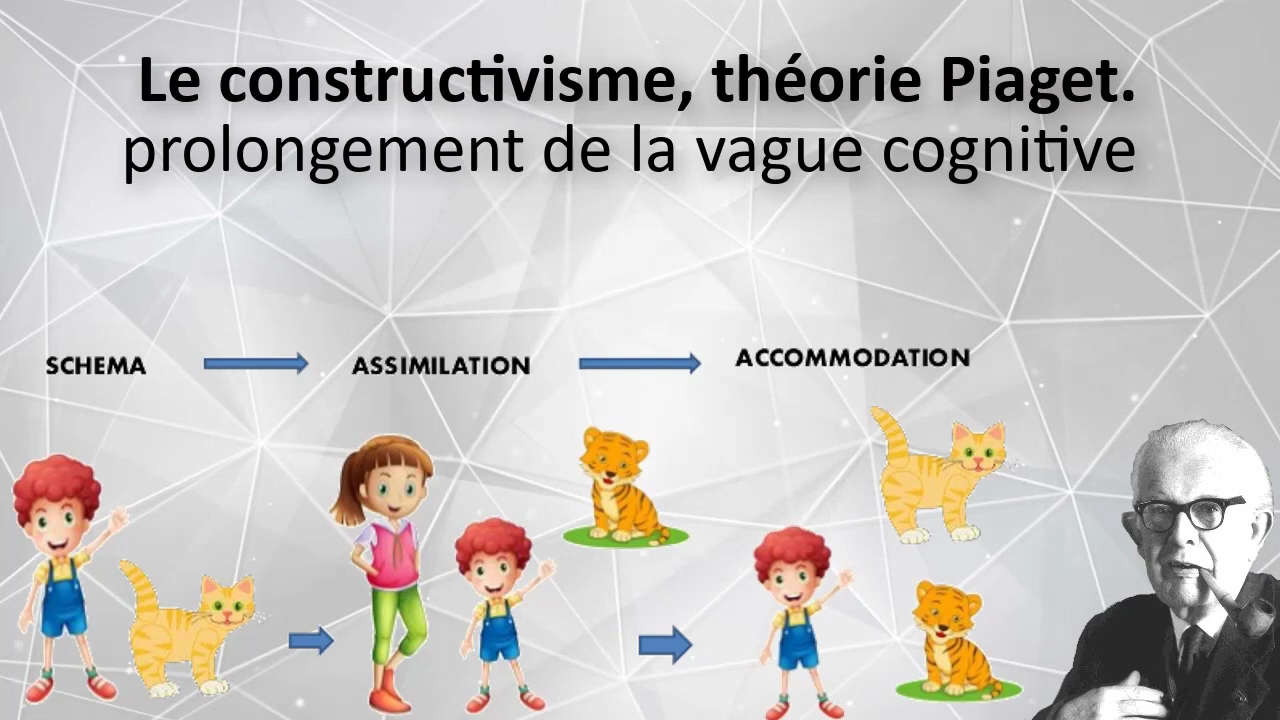 Le constructivisme, théorie Piaget.
prolongement de la vague cognitive
SCHEMA
ASSIMILATION
ACCOMMODATION